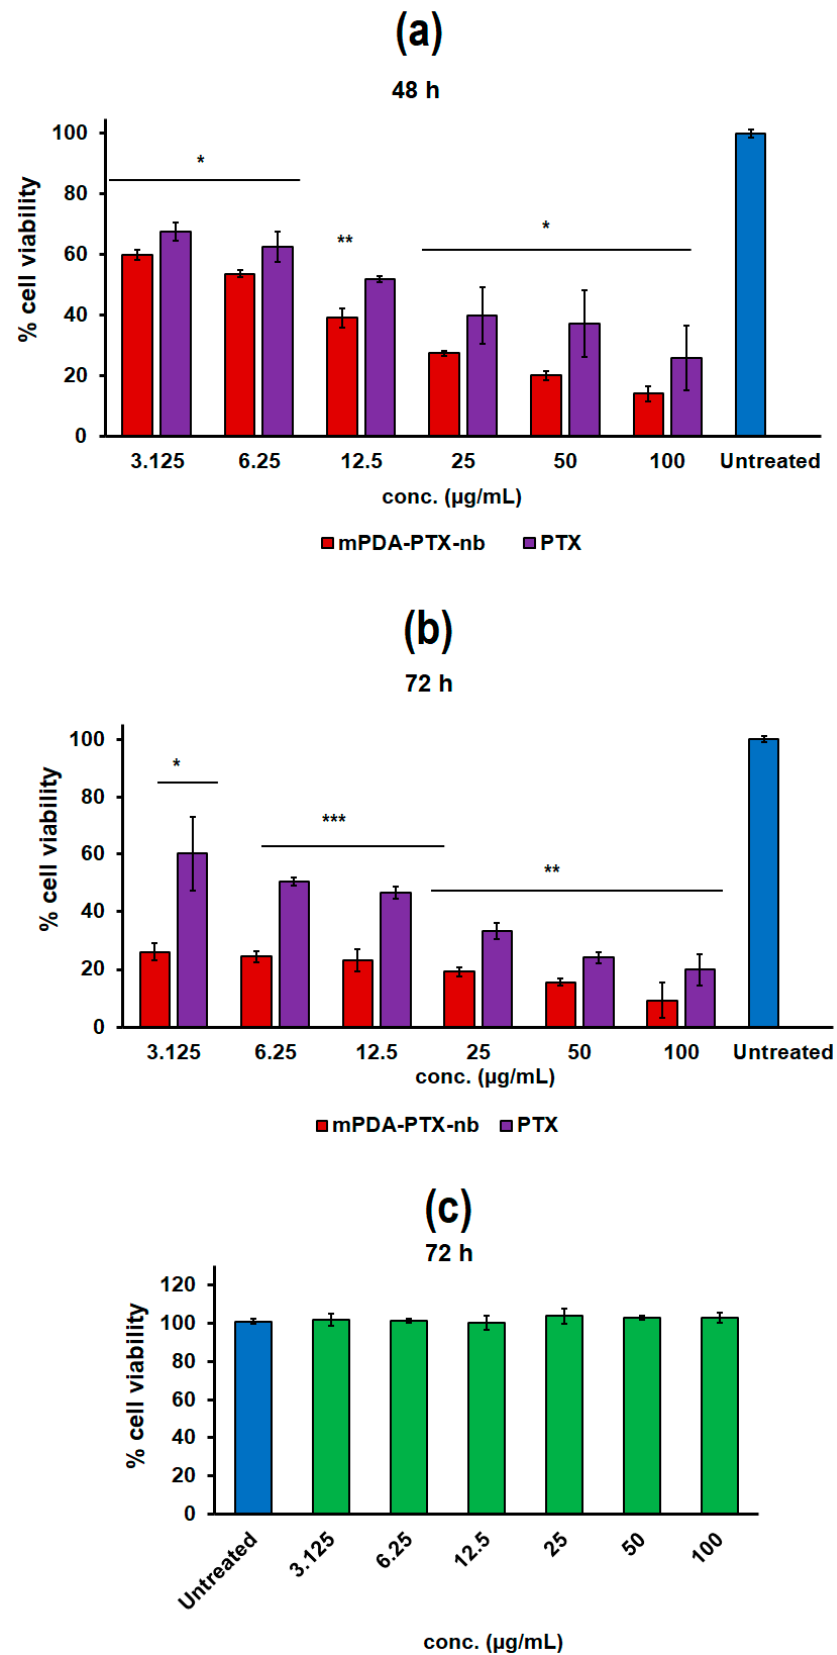 (a)
48 h
% cell viability
100
80
60
40
20
0
*
**
*
3.125 6.25 12.5 25 50 100 Untreated
conc. (µg/mL)
mPDA-PTX-nb PTX
(b)
72 h
% cell viability
100
80
60
40
20
0
*
***
**
3.125 6.25 12.5 25 50 100 Untreated
conc. (µg/mL)
mPDA-PTX-nb PTX
(c)
72 h
% cell viability
120
100
80
60
40
20
0
Untreated 3.125 6.25 12.5 25 50 100
conc. (µg/mL)